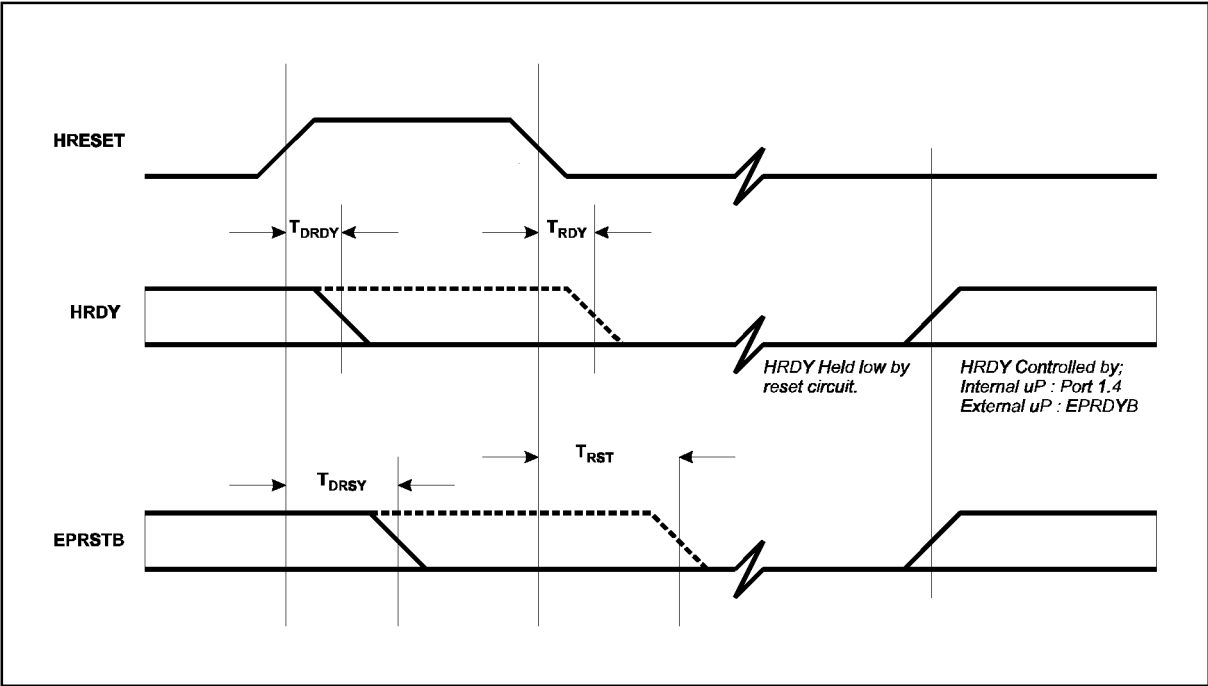 HRESET
TDRDY
TRDY
HRDY
HRDY Held low by
reset circuit.
HRDY Controlled by;
Internal uP : Port 1.4
External uP : EPRDYB
TRST
TDRSY
EPRSTB